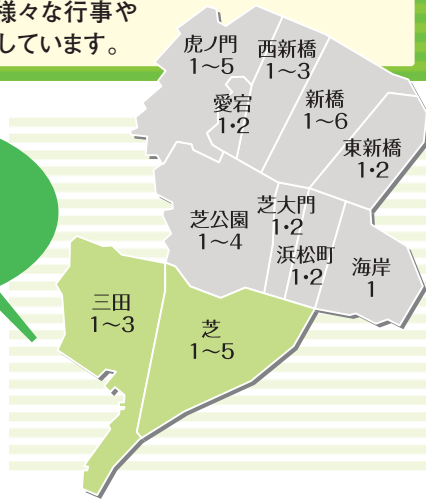 様々な行事や
しています。
虎ノ門
1～5
西新橋
1～3
愛宕
1・2
新橋
1～6
東新橋
1・2
芝公園
1～4
芝大門
1・2
浜松町
1・2
海岸
1
三田
1～3
芝
1～5